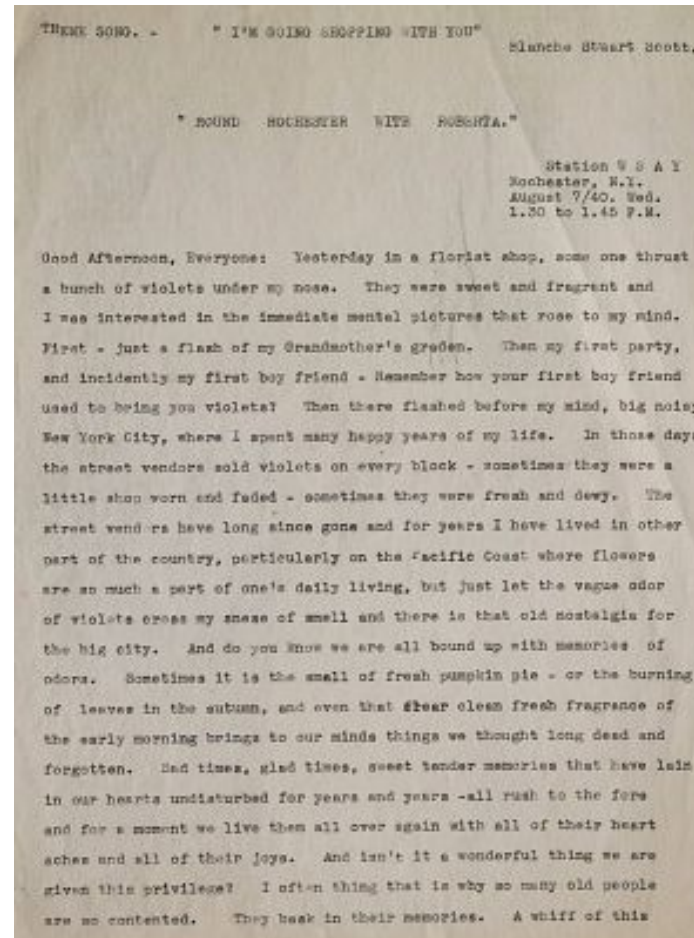 THEME SONG. - " I'M GOING SHOPPING WITH YOU"
Blanche Stuart Scott.
" ROUND ROCHESTER WITH ROBERTA."
Station W S A Y
Rochester, N.Y.
August 7/40. Wed.
1.30 to 1.45 P.M.
Good Afternoon, Everyone: Yesterday in a florist shop, some one thrust
a bunch of violets under my nose. They were sweet and fragrant and
I was interested in the immediate mental pictures that rose to my mind.
First - just a flash of my Grandmother's graden. Then my first party,
and incidently my first boy friend - Remember how your first boy friend
used to bring you violets? Then there flashed before my mind, big noisy
New York City, where I spent many happy years of my life. In those days
the street vendors sold violets on every block - sometimes they were a
little shop worn and faded - sometimes they were fresh and dewy. The
street vend rs have long since gone and for years I have lived in other
part of the country, particularly on the Pacific Coast where flowers
are so much a part of one's daily living, but just let the vague odor
of violets cross my snese of smell and there is that old nostalgia for
the big city. And do you know we are all bound up with memories of
odors. Sometimes it is the smell of fresh pumpkin pie - or the burning
of leaves in the autumn, and even that clean fresh fragrance of
the early morning brings to our minds things we thought long dead and
forgotten. Sad times, glad times, sweet tender memories that have lain
in our hearts undisturbed for years and years -all rush to the fore
and for a moment we live them all over again with all of their heart
aches and all of their joys. And isn't it a wonderful thing we are
given this privilege? I often thing that is why so many old people
are so contented. They bask in their memories. A whiff of this